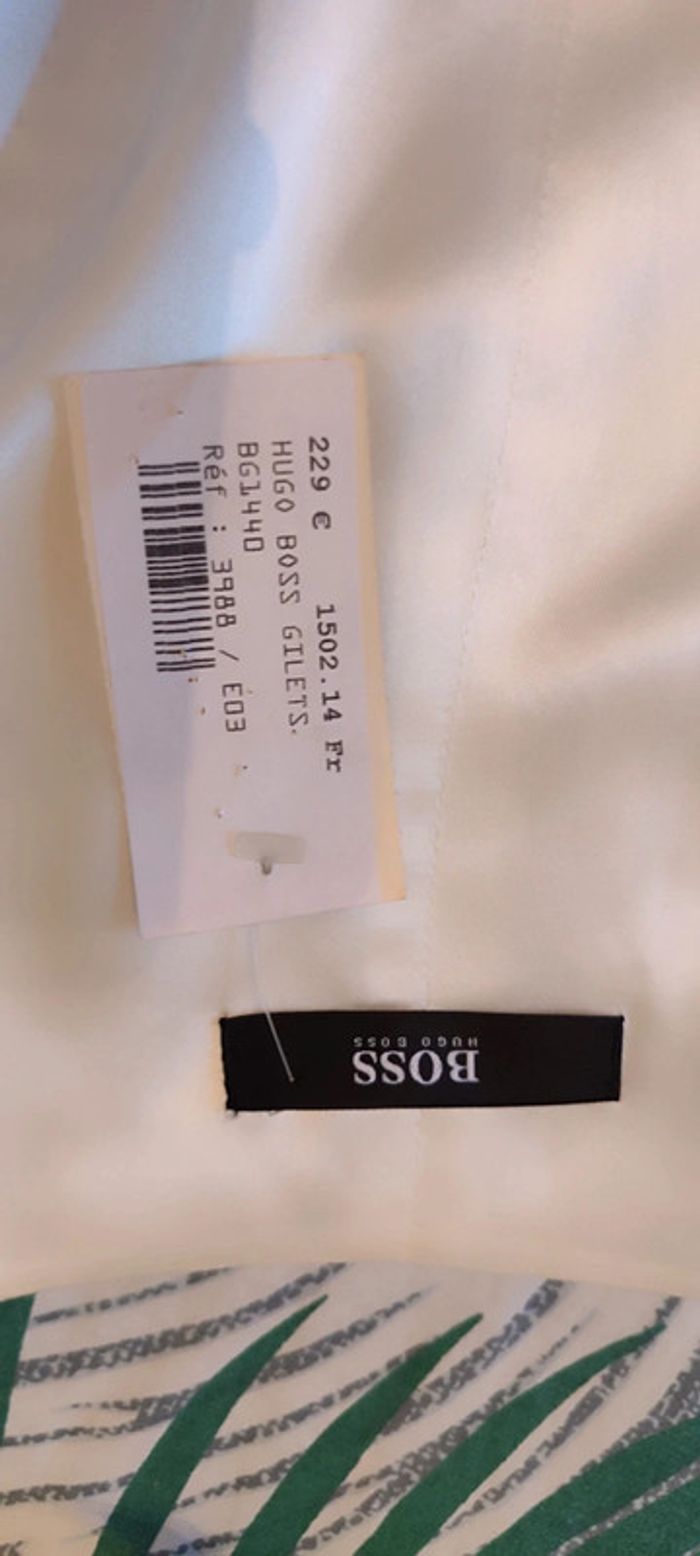 229 € 1502.14 Fr
HUGO BOSS GILETS.
BG1440
Réf : 3988 / E03
BOSS
HUGO BOSS